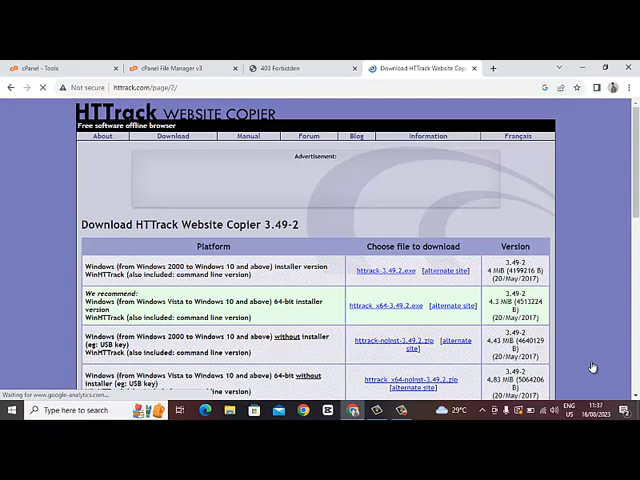 cPanel - Tools
cPanel File Manager v3
403 Forbidden
Download HTTrack Website Cop
Not secure
httrack.com/page/2/
HTTrack WEBSITE COPIER
Free software offline browser
About
Download
Manual
Forum
Blog
Information
Français
Advertisement:
Download HTTrack Website Copier 3.49-2
Platform
Choose file to download
Version
Windows (from Windows 2000 to Windows 10 and above) installer version
WinHTTrack (also included: command line version)
httrack-3.49.2.exe [alternate site]
3.49-2
4 MiB (4199216 B)
(20/May/2017)
We recommend:
Windows (from Windows Vista to Windows 10 and above) 64-bit installer
version
WinHTTrack (also included: command line version)
httrack_x64-3.49.2.exe [alternate site]
3.49-2
4.3 MiB (4513224 B)
(20/May/2017)
Windows (from Windows 2000 to Windows 10 and above) without installer
(eg: USB key)
WinHTTrack (also included: command line version)
httrack-noinst-3.49.2.zip [alternate
site]
3.49-2
4.43 MiB (4640129
B)
(20/May/2017)
Windows (from Windows Vista to Windows 10 and above) 64-bit without
installer (eg: USB key)
WinHTTrack (also included: command line version)
httrack_x64-noinst-3.49.2.zip
[alternate site]
3.49-2
4.83 MiB (5064206
B)
(20/May/2017)
Waiting for www.google-analytics.com...
Type here to search
29°C
ENG
US
11:37
16/08/2023